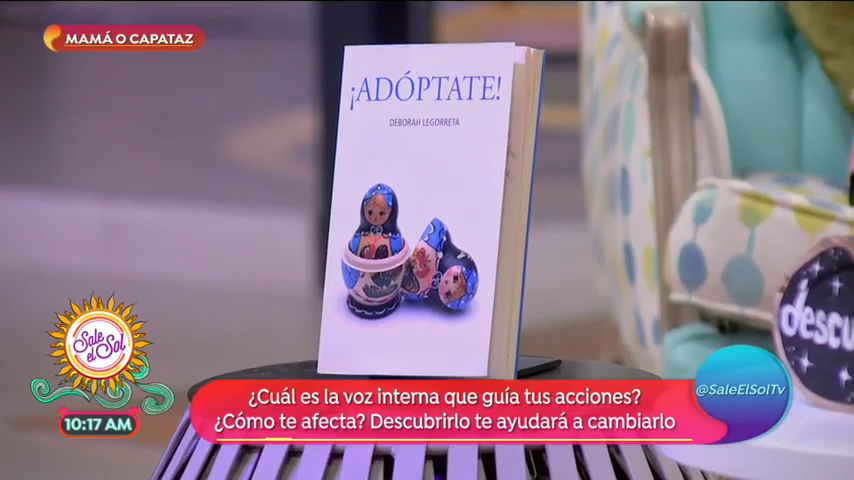 MAMÁ O CAPATAZ
¡ADÓPTATE!
DEBORAH LEGORRETA
Sale
el Sol
10:17 AM
¿Cuál es la voz interna que guía tus acciones?
¿Cómo te afecta? Descubrirlo te ayudará a cambiarlo
@SaleElSolTv